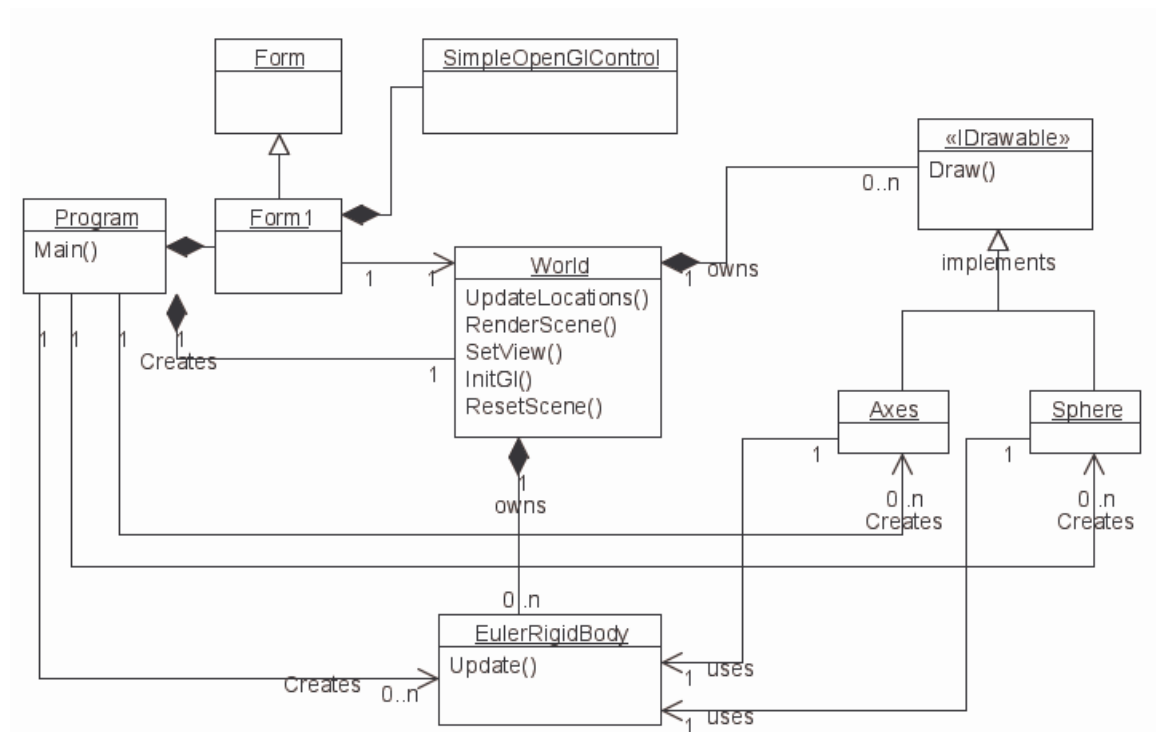 Form
SimpleOpenGlControl
«IDrawable»
Draw()
0..n
Program
Main()
Form1
1
1
World
UpdateLocations()
RenderScene()
SetView()
InitGl()
ResetScene()
1
owns
implements
1
1
1
1
Creates
1
Axes
Sphere
1
1
1
owns
0..n
Creates
0..n
Creates
0..n
EulerRigidBody
Update()
Creates
0..n
1
uses
1
uses